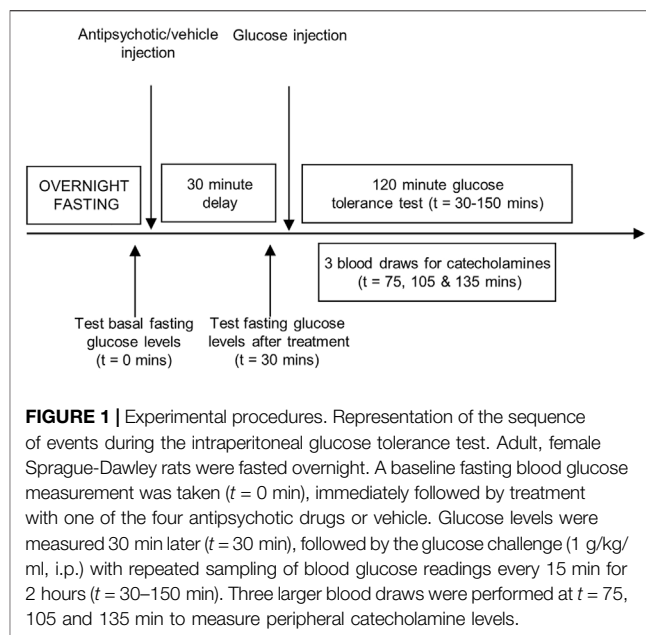 Antipsychotic/vehicle
injection
Glucose injection
OVERNIGHT
FASTING
30 minute
delay
120 minute glucose
tolerance test (t = 30-150 mins)
3 blood draws for catecholamines
(t = 75, 105 & 135 mins)
Test basal fasting
glucose levels
(t = 0 mins)
Test fasting glucose
levels after treatment
(t = 30 mins)
FIGURE 1 | Experimental procedures. Representation of the sequence
of events during the intraperitoneal glucose tolerance test. Adult, female
Sprague-Dawley rats were fasted overnight. A baseline fasting blood glucose
measurement was taken (t = 0 min), immediately followed by treatment
with one of the four antipsychotic drugs or vehicle. Glucose levels were
measured 30 min later (t = 30 min), followed by the glucose challenge (1 g/kg/
ml, i.p.) with repeated sampling of blood glucose readings every 15 min for
2 hours (t = 30–150 min). Three larger blood draws were performed at t = 75,
105 and 135 min to measure peripheral catecholamine levels.